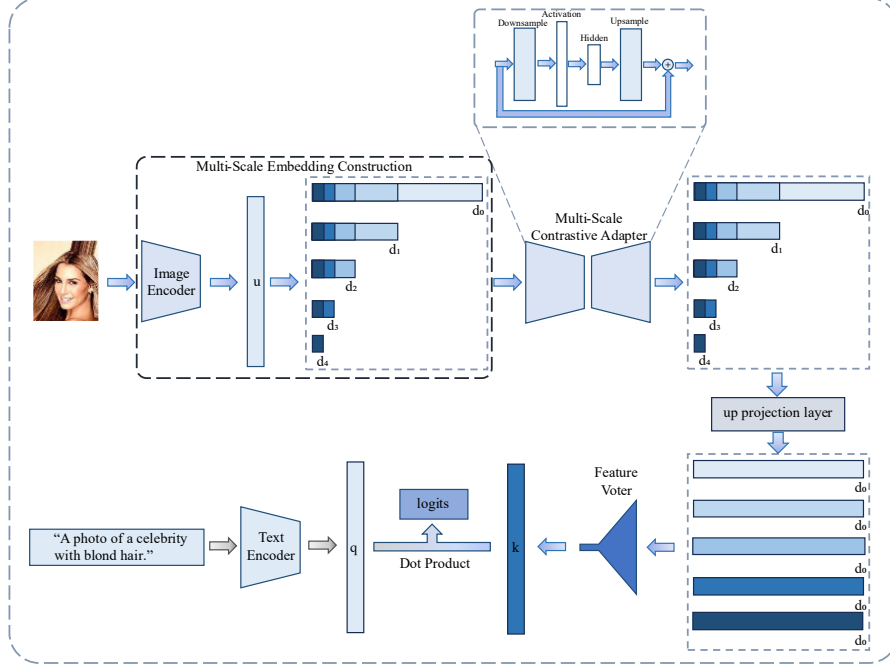 Activation
Downsample
Upsample
Hidden
Multi-Scale Embedding Construction
d₀
d₁
d₂
d₃
d₄
Image
Encoder
u
Multi-Scale
Contrastive Adapter
d₀
d₁
d₂
d₃
d₄
up projection layer
d₀
d₀
d₀
d₀
d₀
Feature
Voter
k
logits
Dot Product
q
Text
Encoder
“A photo of a celebrity
with blond hair.”